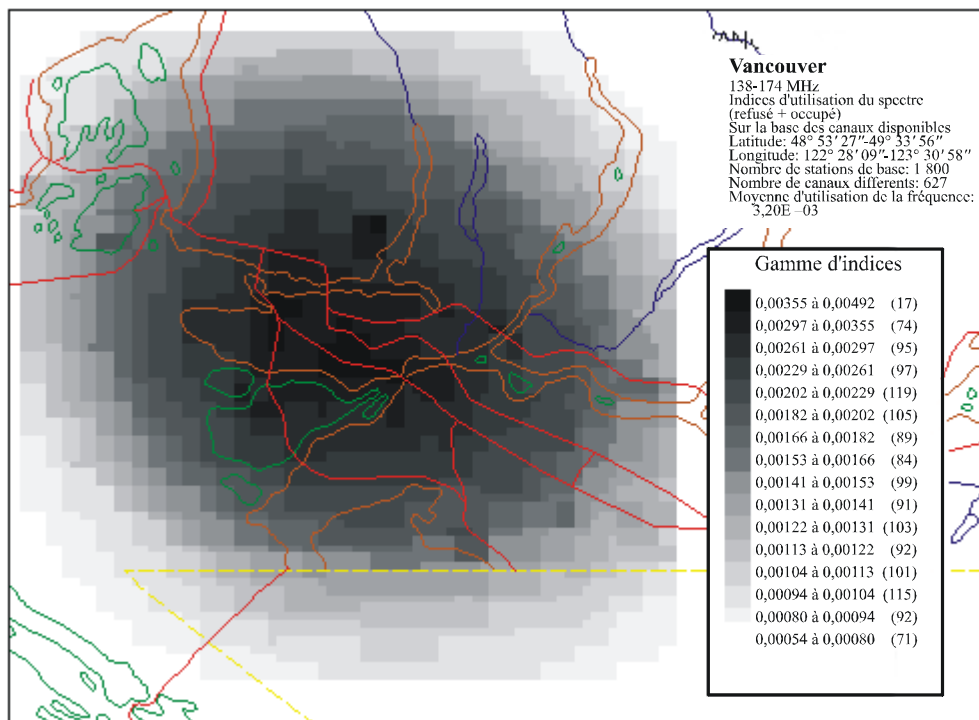 Vancouver
138-174 MHz
Indices d'utilisation du spectre
(refusé + occupé)
Sur la base des canaux disponibles
Latitude: 48° 53′27″-49° 33′56″
Longitude: 122° 28′09″-123° 30′58″
Nombre de stations de base: 1 800
Nombre de canaux differents: 627
Moyenne d'utilisation de la fréquence:
3,20E –03
Gamme d'indices
0,00355 à 0,00492 (17)
0,00297 à 0,00355 (74)
0,00261 à 0,00297 (95)
0,00229 à 0,00261 (97)
0,00202 à 0,00229 (119)
0,00182 à 0,00202 (105)
0,00166 à 0,00182 (89)
0,00153 à 0,00166 (84)
0,00141 à 0,00153 (99)
0,00131 à 0,00141 (91)
0,00122 à 0,00131 (103)
0,00113 à 0,00122 (92)
0,00104 à 0,00113 (101)
0,00094 à 0,00104 (115)
0,00080 à 0,00094 (92)
0,00054 à 0,00080 (71)